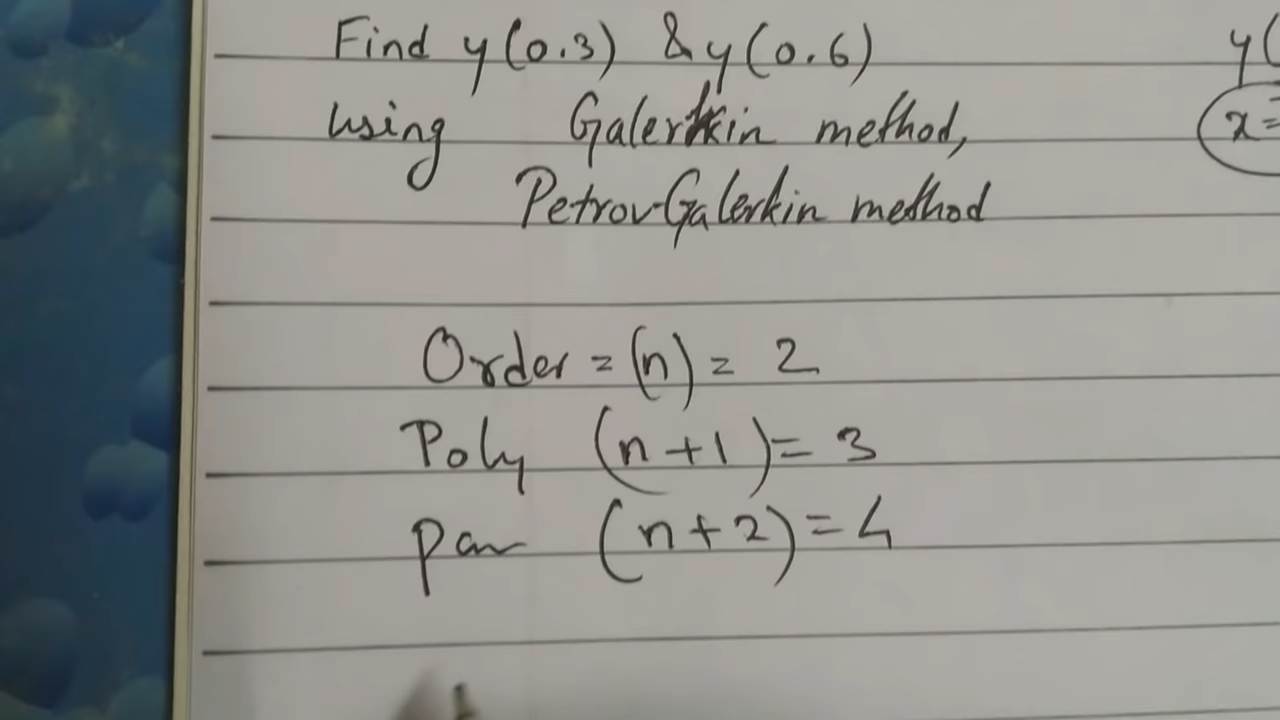 Find y(0.3) & y(0.6)
y(
using Galerkin method,
x=
Petrov-Galerkin method
Order = (n) = 2
Poly (n+1) = 3
par (n+2) = 4